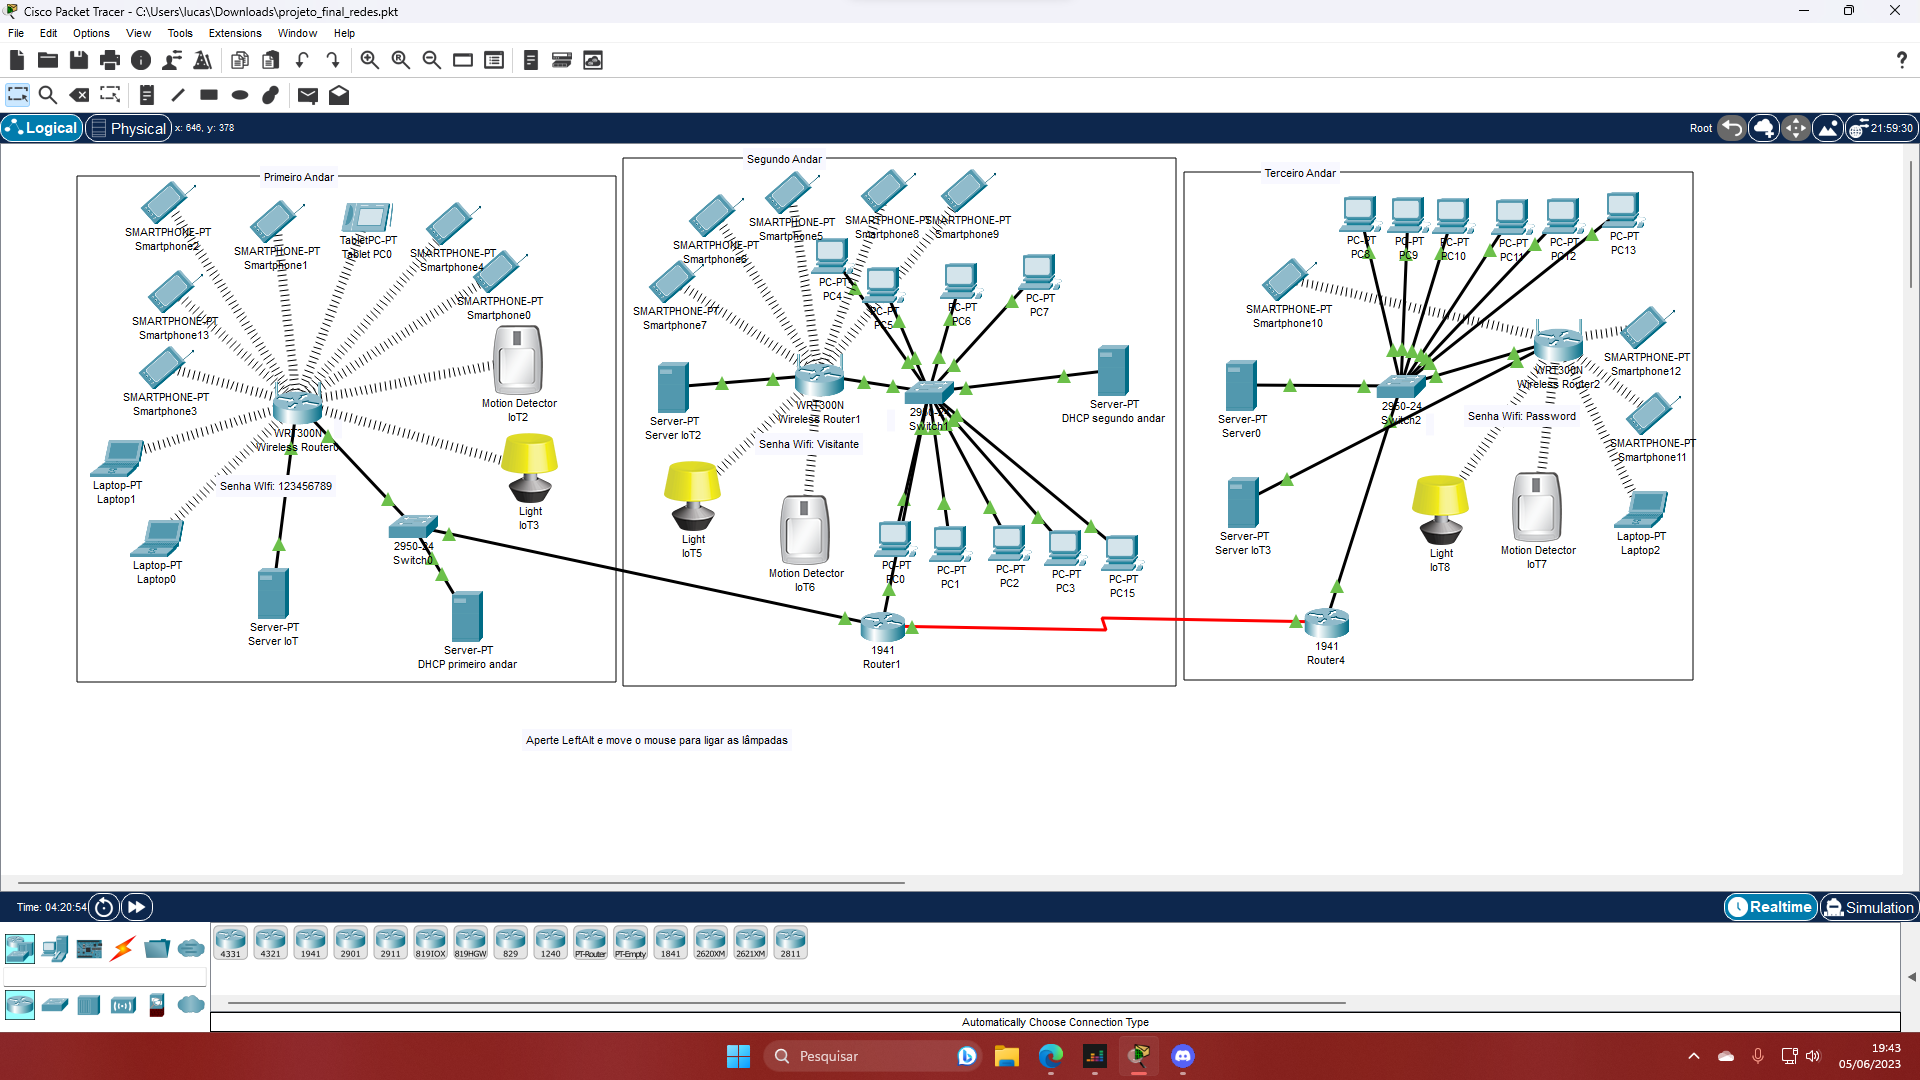 Cisco Packet Tracer - C:\Users\lucas\Downloads\projeto_final_redes.pkt
File Edit Options View Tools Extensions Window Help
Logical Physical x: 646, y: 378 Root 21:59:30
Primeiro Andar
SMARTPHONE-PT
Smartphone2
SMARTPHONE-PT
Smartphone1
TabletPC-PT
Tablet PC0
SMARTPHONE-PT
Smartphone4
SMARTPHONE-PT
Smartphone0
SMARTPHONE-PT
Smartphone13
SMARTPHONE-PT
Smartphone3
Motion Detector
IoT2
WRT300N
Wireless Router0
Laptop-PT
Laptop1
Senha WIfi: 123456789
Light
IoT3
Laptop-PT
Laptop0
2950-24
Switch0
Server-PT
Server IoT
Server-PT
DHCP primeiro andar
Segundo Andar
SMARTPHONE-PT
Smartphone5
SMARTPHONE-PT
Smartphone8
SMARTPHONE-PT
Smartphone9
SMARTPHONE-PT
Smartphone6
PC-PT
PC4
PC-PT
PC5
PC-PT
PC6
PC-PT
PC7
SMARTPHONE-PT
Smartphone7
WRT300N
Wireless Router1
2950-24
Switch1
Server-PT
DHCP segundo andar
Server-PT
Server IoT2
Senha Wifi: Visitante
Light
IoT5
Motion Detector
IoT6
PC-PT
PC0
PC-PT
PC1
PC-PT
PC2
PC-PT
PC3
PC-PT
PC15
1941
Router1
Terceiro Andar
PC-PT
PC8
PC-PT
PC9
PC-PT
PC10
PC-PT
PC11
PC-PT
PC12
PC-PT
PC13
SMARTPHONE-PT
Smartphone10
WRT300N
Wireless Router2
SMARTPHONE-PT
Smartphone12
Server-PT
Server0
2950-24
Switch2
Senha Wifi: Password
SMARTPHONE-PT
Smartphone11
Server-PT
Server IoT3
Light
IoT8
Motion Detector
IoT7
Laptop-PT
Laptop2
1941
Router4
Aperte LeftAlt e move o mouse para ligar as lâmpadas
Time: 04:20:54 Realtime Simulation
4331 4321 1941 2901 2911 819IOX 819HGW 829 1240 PT-Router PT-Empty 1841 2620XM 2621XM 2811
Automatically Choose Connection Type
Pesquisar
19:43
05/06/2023